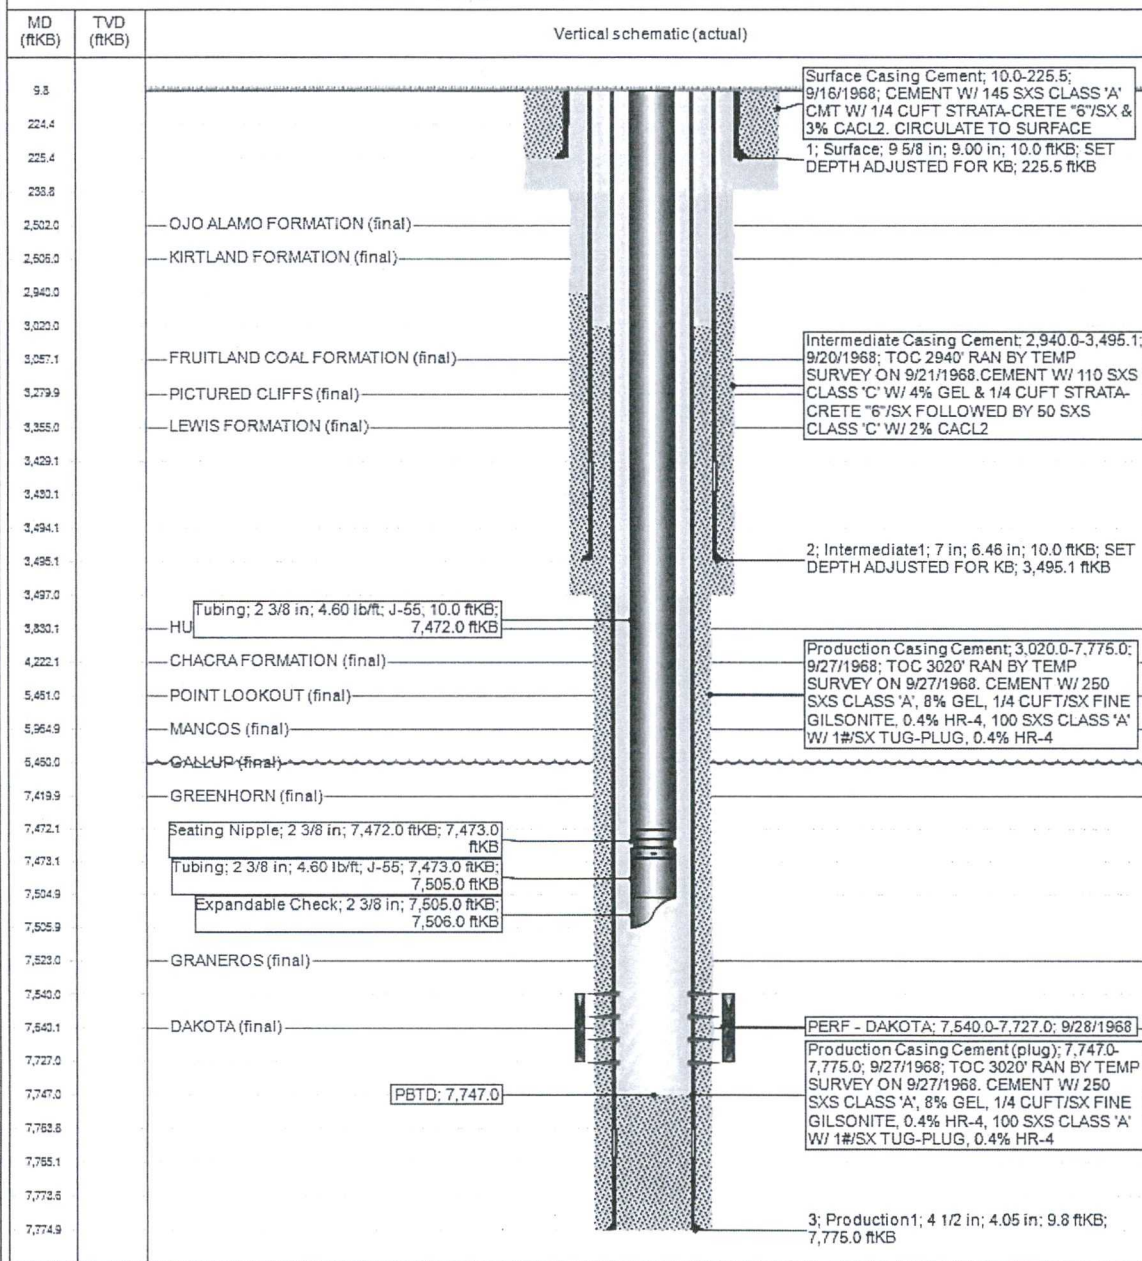 MD
(ftKB)
TVD
(ftKB)
Vertical schematic (actual)
9.8
224.4
225.4
238.8
2,502.0
2,505.0
2,940.0
3,020.0
3,057.1
3,279.9
3,355.0
3,429.1
3,430.1
3,494.1
3,495.1
3,497.0
3,830.1
4,222.1
5,461.0
5,964.9
5,450.0
7,419.9
7,472.1
7,473.1
7,504.9
7,505.9
7,523.0
7,540.0
7,540.1
7,727.0
7,747.0
7,765.1
7,774.9
OJO ALAMO FORMATION (final)
KIRTLAND FORMATION (final)
FRUITLAND COAL FORMATION (final)
PICTURED CLIFFS (final)
LEWIS FORMATION (final)
Tubing; 2 3/8 in; 4.60 lb/ft; J-55; 10.0 ftKB;
7,472.0 ftKB
HU
CHACRA FORMATION (final)
POINT LOOKOUT (final)
MANCOS (final)
GALLUP (final)
GREENHORN (final)
Seating Nipple; 2 3/8 in; 7,472.0 ftKB; 7,473.0
ftKB
Tubing; 2 3/8 in; 4.60 lb/ft; J-55; 7,473.0 ftKB;
7,505.0 ftKB
Expandable Check; 2 3/8 in; 7,505.0 ftKB;
7,506.0 ftKB
GRANEROS (final)
DAKOTA (final)
PBTD; 7,747.0
Surface Casing Cement; 10.0-225.5;
9/16/1968; CEMENT W/ 145 SXS CLASS 'A'
CMT W/ 1/4 CUFT STRATA-CRETE "6"/SX &
3% CACL2. CIRCULATE TO SURFACE
1; Surface; 9 5/8 in; 9.00 in; 10.0 ftKB; SET
DEPTH ADJUSTED FOR KB; 225.5 ftKB
Intermediate Casing Cement; 2,940.0-3,495.1;
9/20/1968; TOC 2940' RAN BY TEMP
SURVEY ON 9/21/1968.CEMENT W/ 110 SXS
CLASS 'C' W/ 4% GEL & 1/4 CUFT STRATA-
CRETE "6"/SX FOLLOWED BY 50 SXS
CLASS 'C' W/ 2% CACL2
2; Intermediate1; 7 in; 6.46 in; 10.0 ftKB; SET
DEPTH ADJUSTED FOR KB; 3,495.1 ftKB
Production Casing Cement; 3,020.0-7,775.0;
9/27/1968; TOC 3020' RAN BY TEMP
SURVEY ON 9/27/1968. CEMENT W/ 250
SXS CLASS 'A', 8% GEL, 1/4 CUFT/SX FINE
GILSONITE, 0.4% HR-4, 100 SXS CLASS 'A'
W/ 1#/SX TUG-PLUG, 0.4% HR-4
PERF - DAKOTA; 7,540.0-7,727.0; 9/28/1968
Production Casing Cement (plug); 7,747.0-
7,775.0; 9/27/1968; TOC 3020' RAN BY TEMP
SURVEY ON 9/27/1968. CEMENT W/ 250
SXS CLASS 'A', 8% GEL, 1/4 CUFT/SX FINE
GILSONITE, 0.4% HR-4, 100 SXS CLASS 'A'
W/ 1#/SX TUG-PLUG, 0.4% HR-4
3; Production1; 4 1/2 in; 4.05 in; 9.8 ftKB;
7,775.0 ftKB